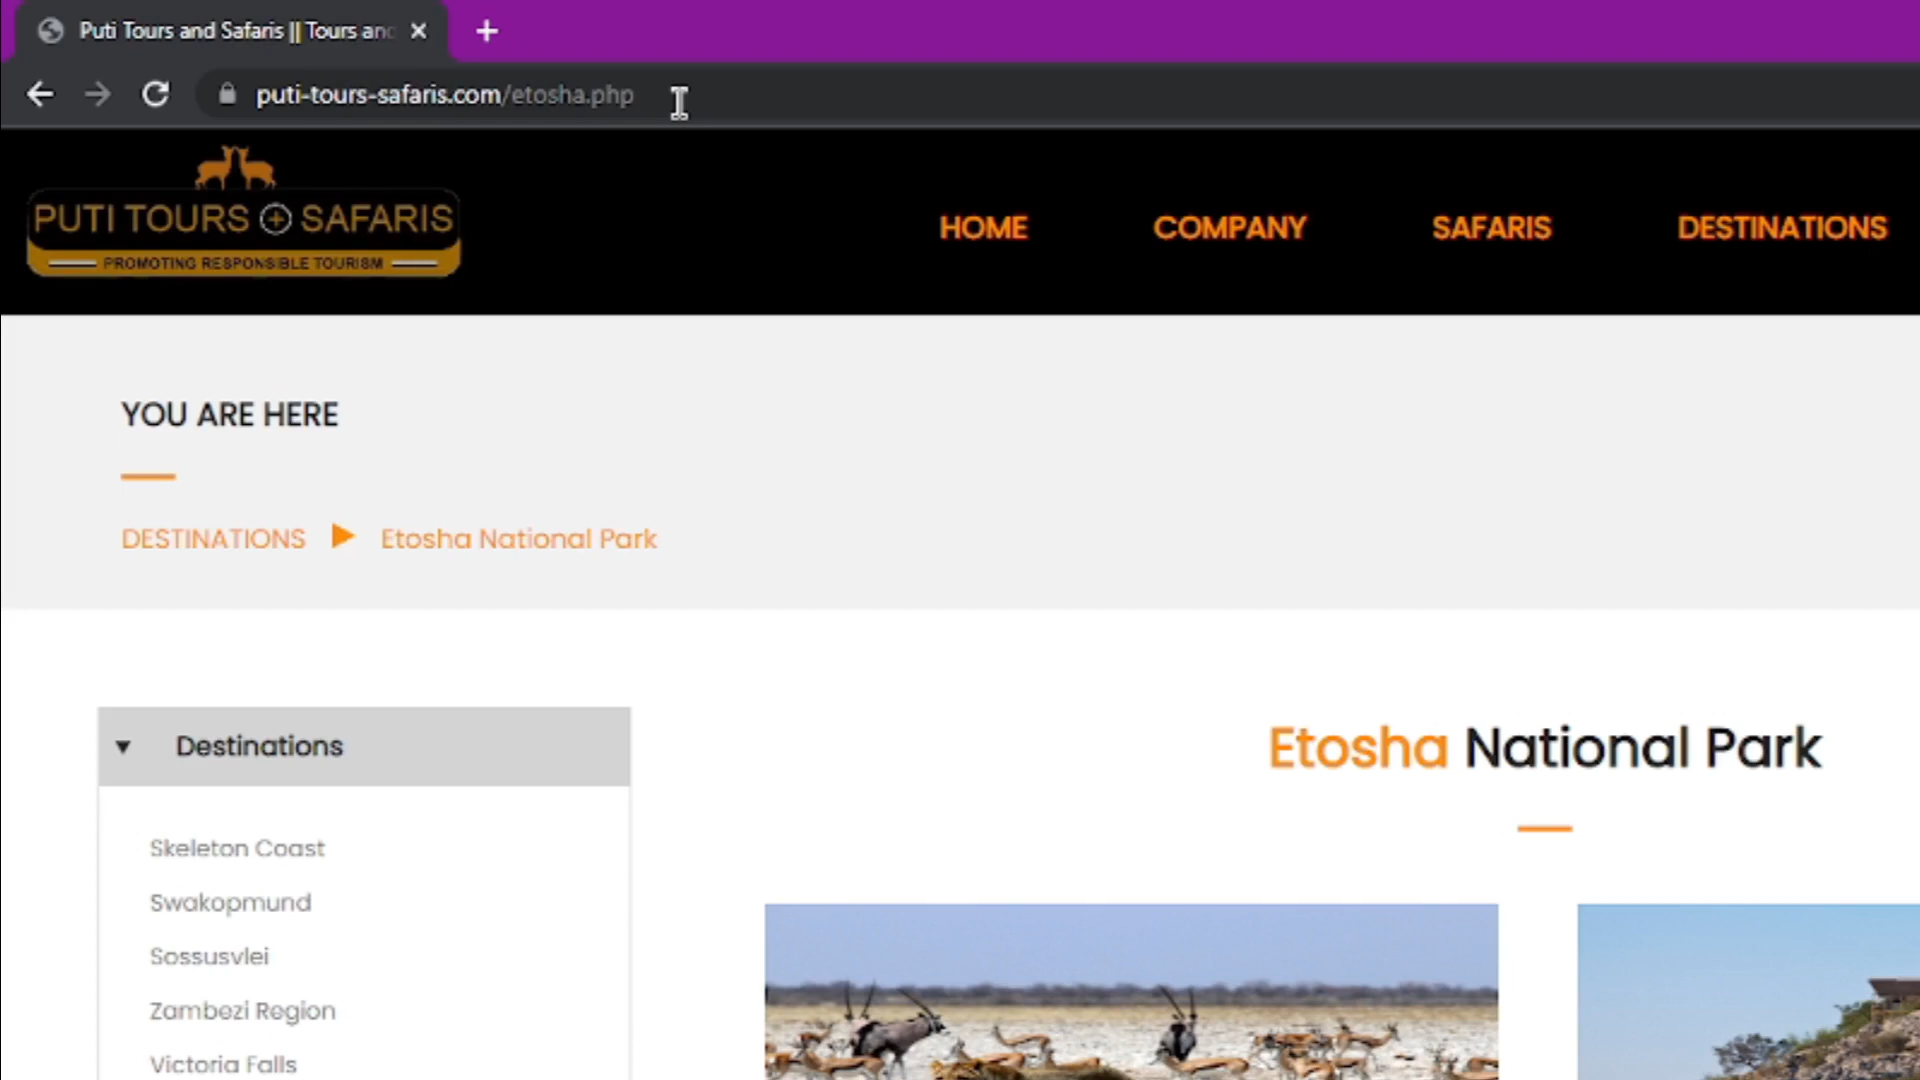 Puti Tours and Safaris || Tours and
puti-tours-safaris.com/etosha.php
PUTI TOURS + SAFARIS
PROMOTING RESPONSIBLE TOURISM
HOME
COMPANY
SAFARIS
DESTINATIONS
YOU ARE HERE
DESTINATIONS ▶ Etosha National Park
▼ Destinations
Etosha National Park
Skeleton Coast
Swakopmund
Sossusvlei
Zambezi Region
Victoria Falls